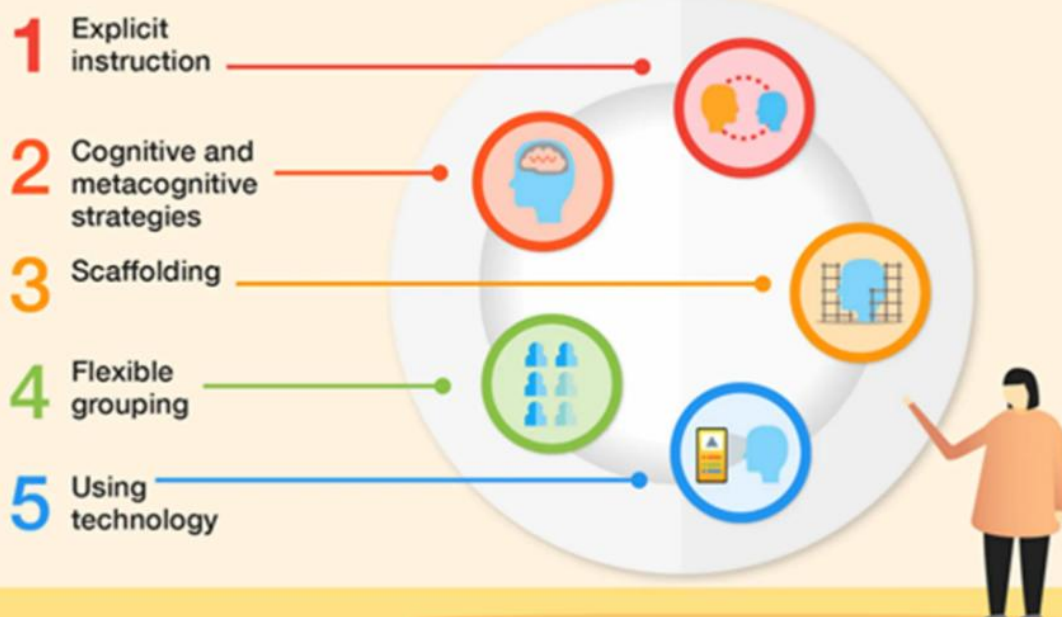 1 Explicit
instruction
2 Cognitive and
metacognitive
strategies
3 Scaffolding
4 Flexible
grouping
5 Using
technology